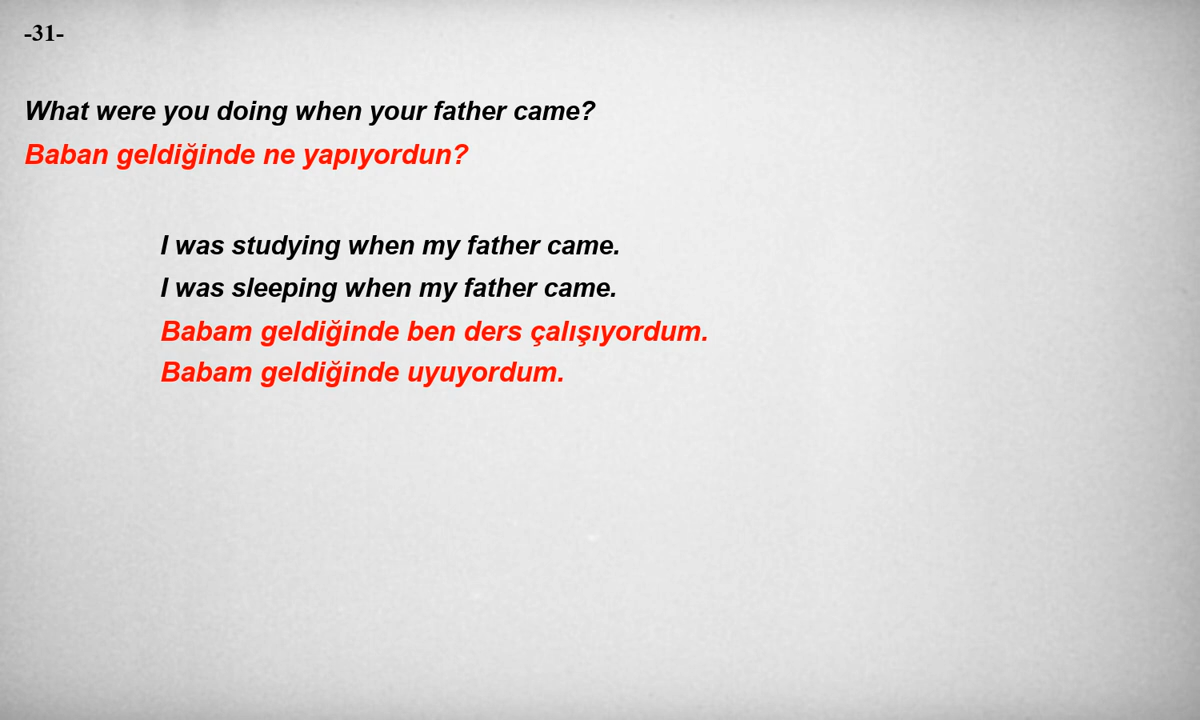 -31-
What were you doing when your father came?
Baban geldiğinde ne yapıyordun?
I was studying when my father came.
I was sleeping when my father came.
Babam geldiğinde ben ders çalışıyordum.
Babam geldiğinde uyuyordum.